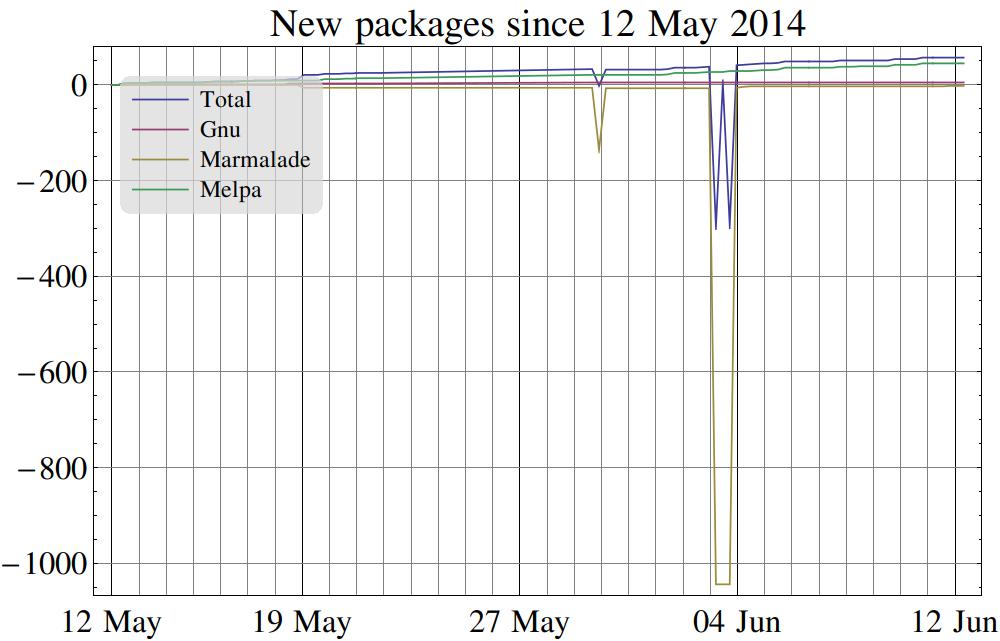 New packages since 12 May 2014
0
−200
−400
−600
−800
−1000
Total
Gnu
Marmalade
Melpa
12 May 19 May 27 May 04 Jun 12 Jun